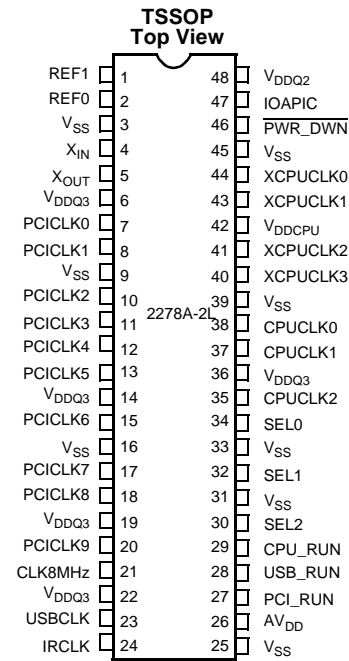 TSSOP
Top View
REF1 1 48 VDDQ2
REF0 2 47 IOAPIC
VSS 3 46 PWR_DWN
XIN 4 45 VSS
XOUT 5 44 XCPUCLK0
VDDQ3 6 43 XCPUCLK1
PCICLK0 7 42 VDDCPU
PCICLK1 8 41 XCPUCLK2
VSS 9 40 XCPUCLK3
PCICLK2 10 39 VSS
2278A-2L
PCICLK3 11 38 CPUCLK0
PCICLK4 12 37 CPUCLK1
PCICLK5 13 36 VDDQ3
VDDQ3 14 35 CPUCLK2
PCICLK6 15 34 SEL0
VSS 16 33 VSS
PCICLK7 17 32 SEL1
PCICLK8 18 31 VSS
VDDQ3 19 30 SEL2
PCICLK9 20 29 CPU_RUN
CLK8MHz 21 28 USB_RUN
VDDQ3 22 27 PCI_RUN
USBCLK 23 26 AVDD
IRCLK 24 25 VSS